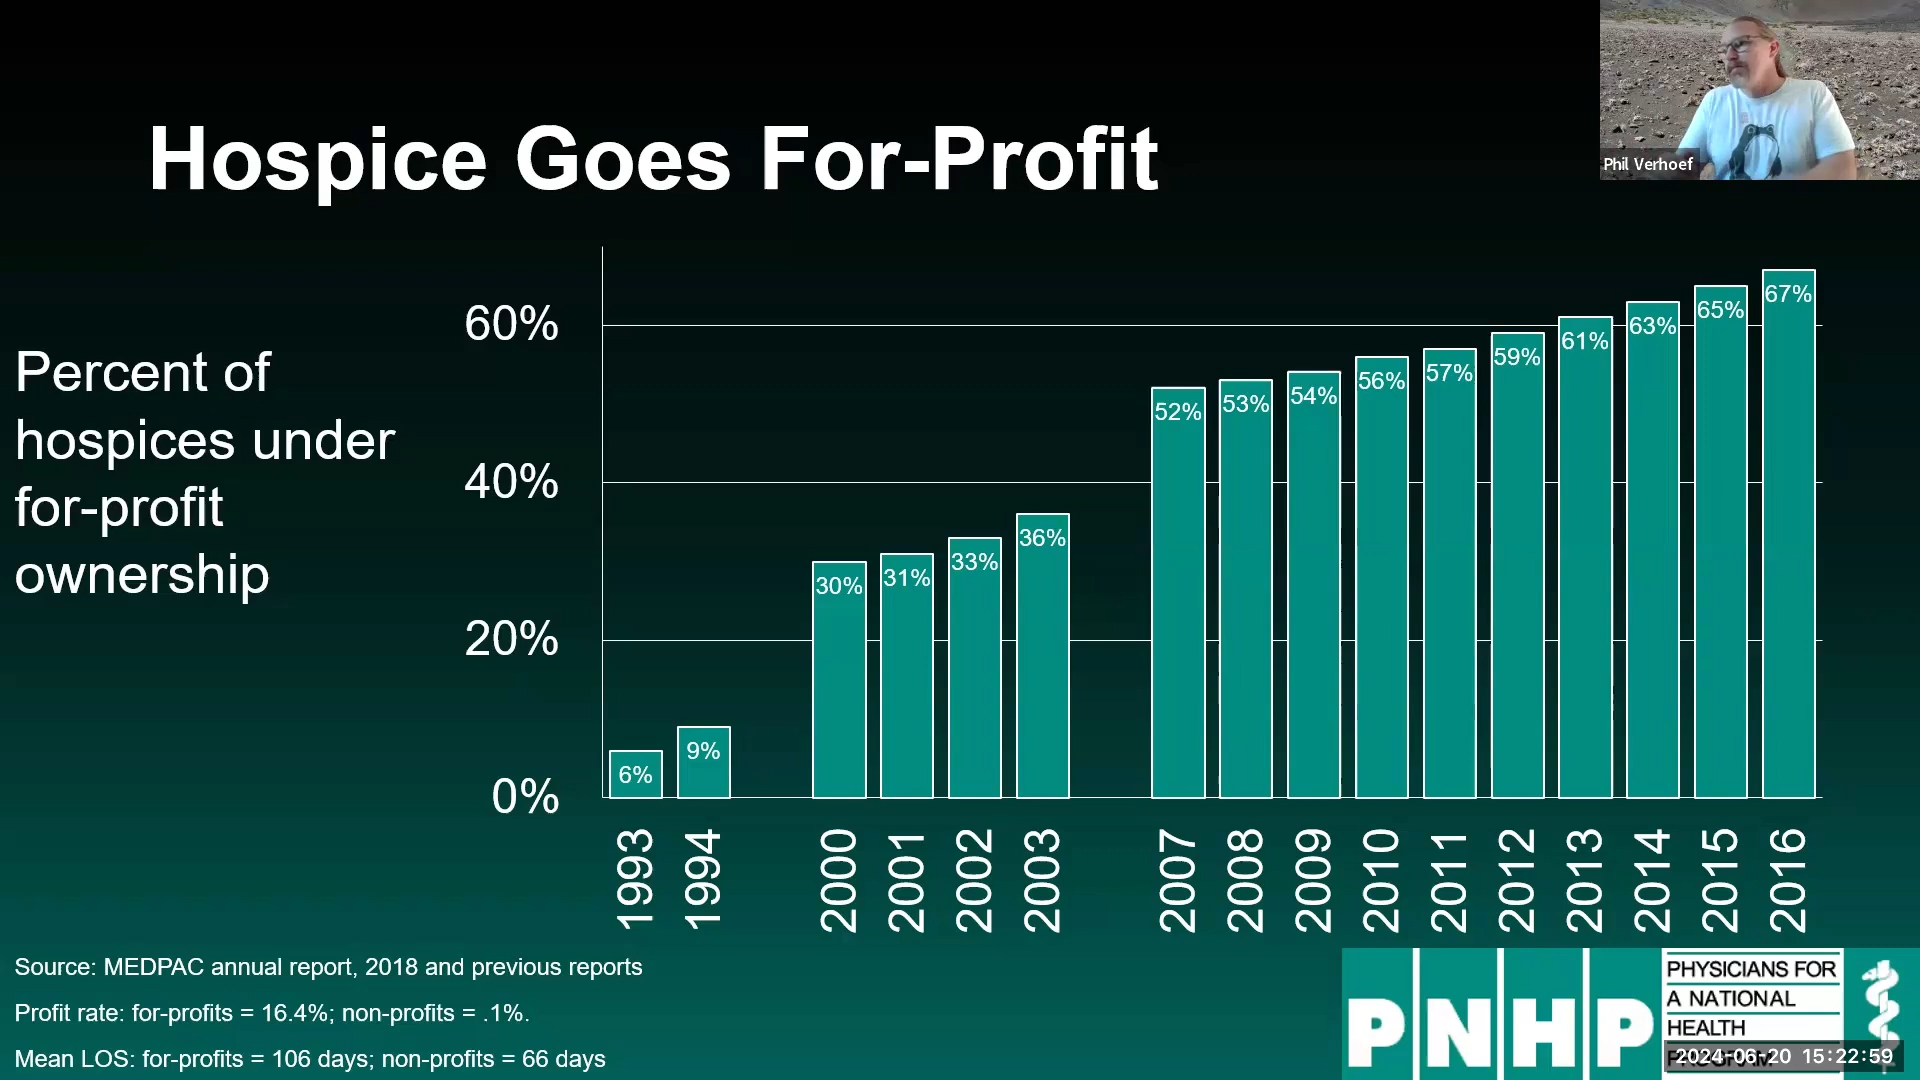 Hospice Goes For-Profit
Phil Verhoef
Percent of
hospices under
for-profit
ownership
60%
40%
20%
0%
6%
9%
30%
31%
33%
36%
52%
53%
54%
56%
57%
59%
61%
63%
65%
67%
1993
1994
2000
2001
2002
2003
2007
2008
2009
2010
2011
2012
2013
2014
2015
2016
Source: MEDPAC annual report, 2018 and previous reports
Profit rate: for-profits = 16.4%; non-profits = .1%.
Mean LOS: for-profits = 106 days; non-profits = 66 days
PNHP
PHYSICIANS FOR
A NATIONAL
HEALTH
PROGRAM
2024-06-20 15:22:59